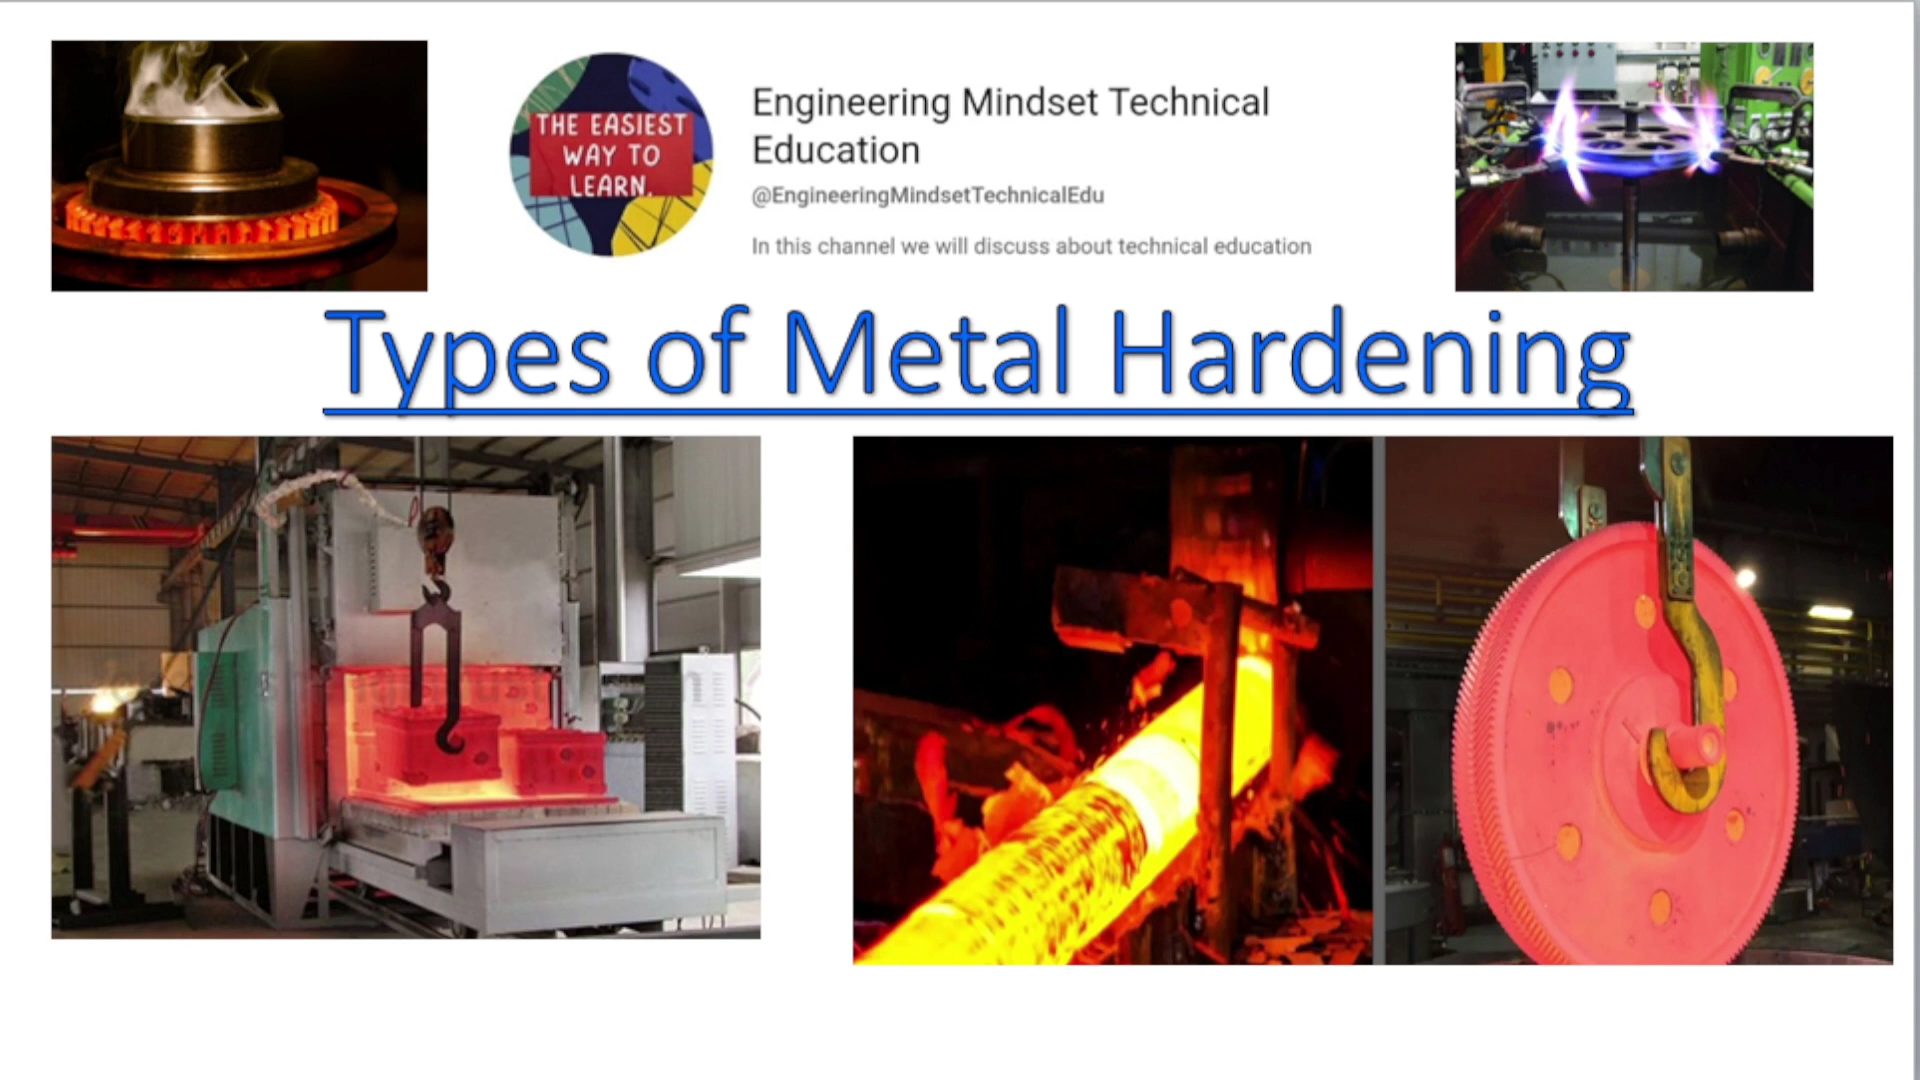 THE EASIEST
WAY TO
LEARN.
Engineering Mindset Technical
Education
@EngineeringMindsetTechnicalEdu
In this channel we will discuss about technical education
Types of Metal Hardening